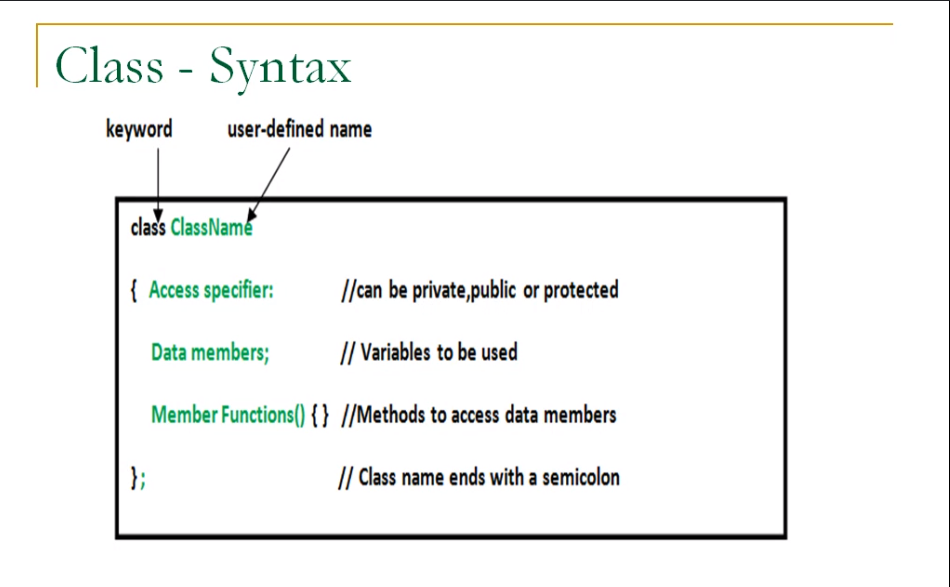 Class - Syntax
keyword user-defined name
class ClassName
{ Access specifier: //can be private,public or protected
Data members; // Variables to be used
Member Functions() { } //Methods to access data members
}; // Class name ends with a semicolon